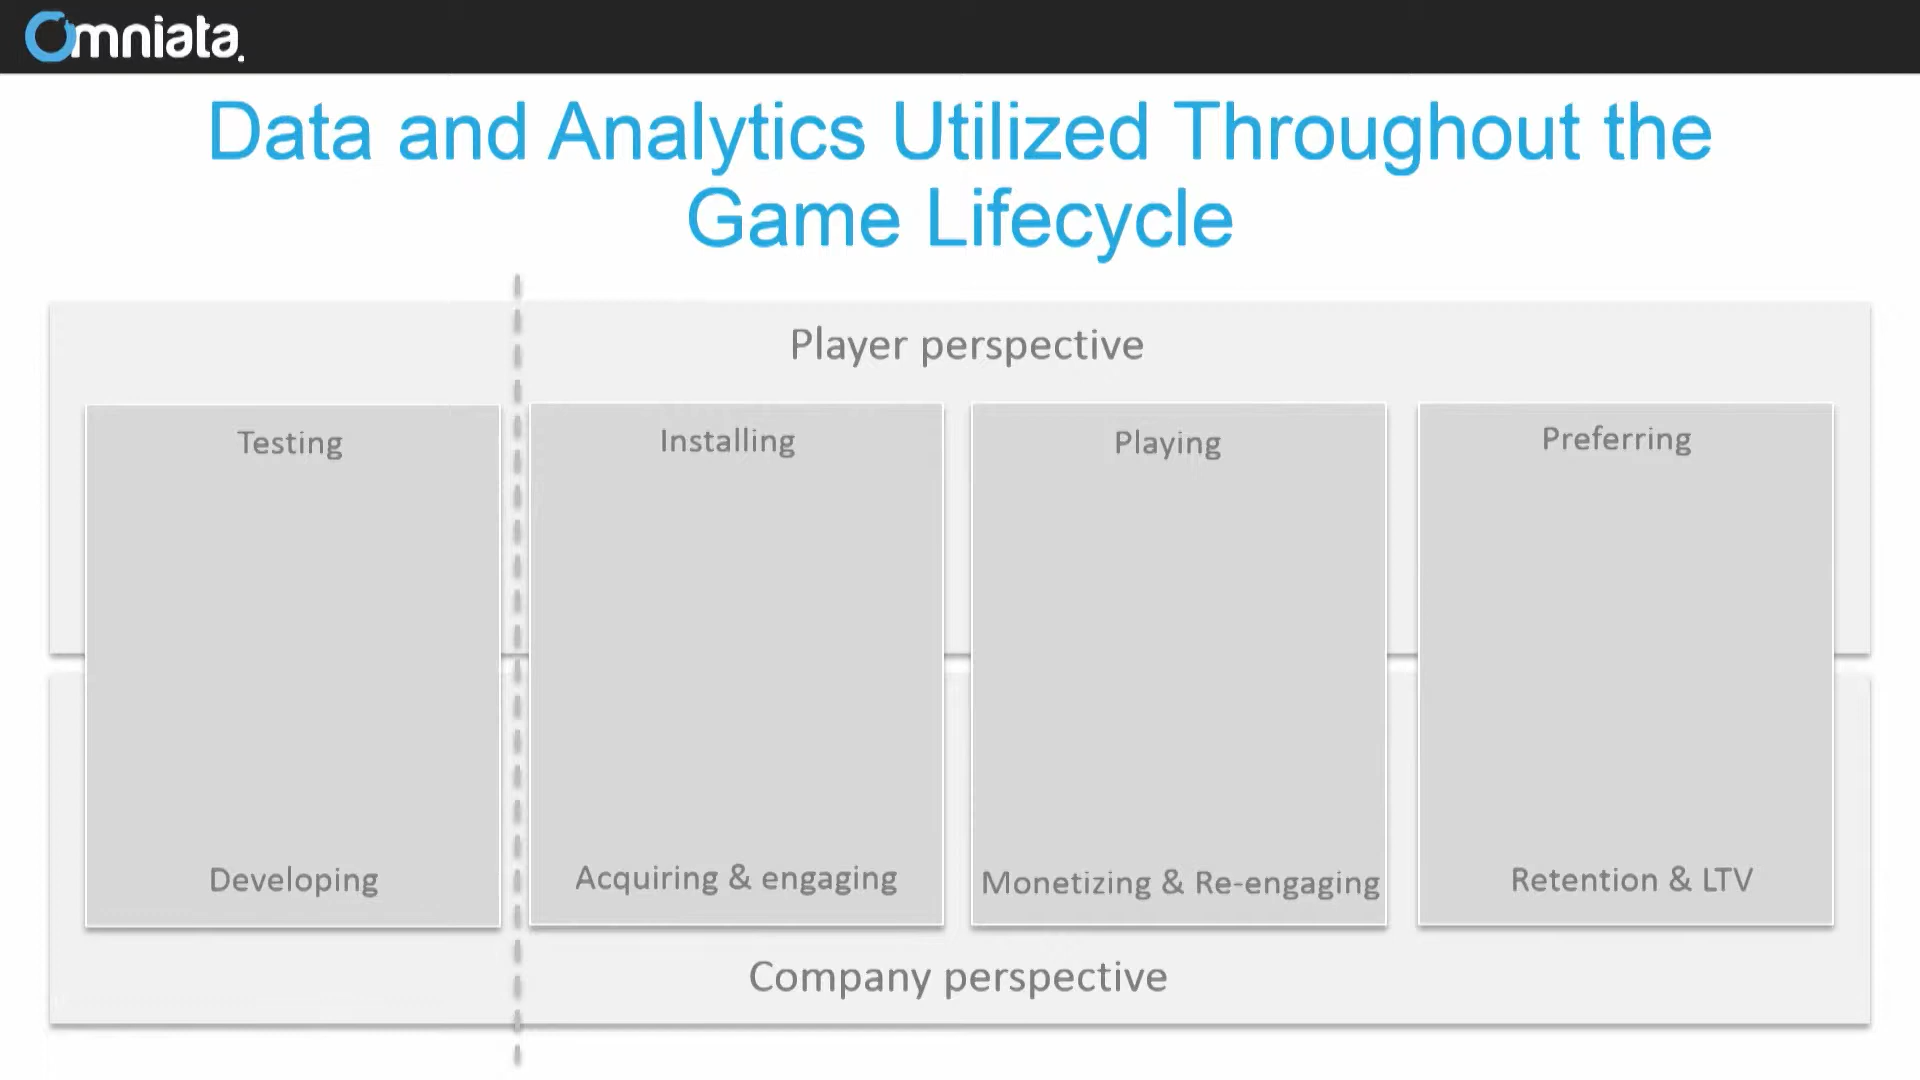 Omniata.
Data and Analytics Utilized Throughout the
Game Lifecycle
Player perspective
Testing
Installing
Playing
Preferring
Developing
Acquiring & engaging
Monetizing & Re-engaging
Retention & LTV
Company perspective